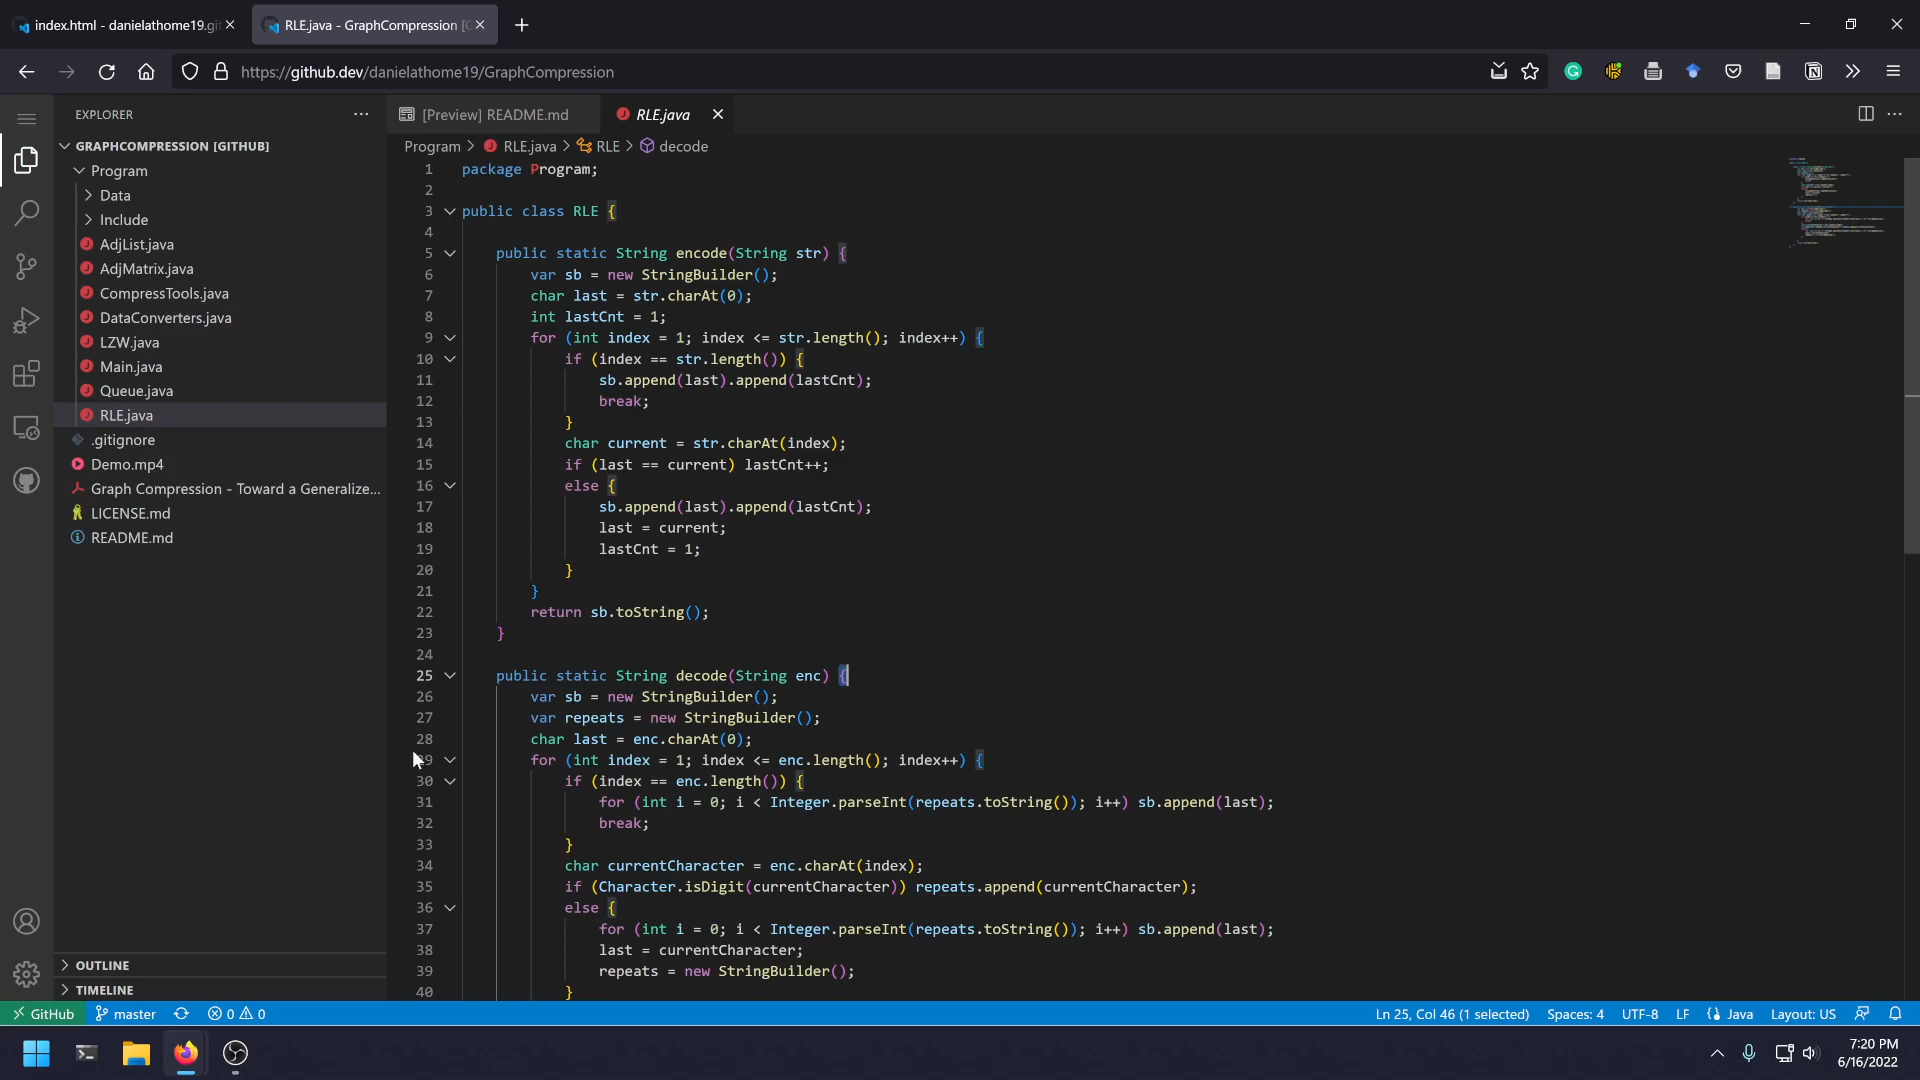 index.html - danielathome19.git
RLE.java - GraphCompression [G
https://github.dev/danielathome19/GraphCompression
EXPLORER
GRAPHCOMPRESSION [GITHUB]
Program
Data
Include
AdjList.java
AdjMatrix.java
CompressTools.java
DataConverters.java
LZW.java
Main.java
Queue.java
RLE.java
.gitignore
Demo.mp4
Graph Compression - Toward a Generalize...
LICENSE.md
README.md
OUTLINE
TIMELINE
[Preview] README.md
RLE.java
Program > RLE.java > RLE > decode
1 package Program;
2
3 public class RLE {
4
5 public static String encode(String str) {
6 var sb = new StringBuilder();
7 char last = str.charAt(0);
8 int lastCnt = 1;
9 for (int index = 1; index <= str.length(); index++) {
10 if (index == str.length()) {
11 sb.append(last).append(lastCnt);
12 break;
13 }
14 char current = str.charAt(index);
15 if (last == current) lastCnt++;
16 else {
17 sb.append(last).append(lastCnt);
18 last = current;
19 lastCnt = 1;
20 }
21 }
22 return sb.toString();
23 }
24
25 public static String decode(String enc) {
26 var sb = new StringBuilder();
27 var repeats = new StringBuilder();
28 char last = enc.charAt(0);
29 for (int index = 1; index <= enc.length(); index++) {
30 if (index == enc.length()) {
31 for (int i = 0; i < Integer.parseInt(repeats.toString()); i++) sb.append(last);
32 break;
33 }
34 char currentCharacter = enc.charAt(index);
35 if (Character.isDigit(currentCharacter)) repeats.append(currentCharacter);
36 else {
37 for (int i = 0; i < Integer.parseInt(repeats.toString()); i++) sb.append(last);
38 last = currentCharacter;
39 repeats = new StringBuilder();
40 }
GitHub master 0 0 Ln 25, Col 46 (1 selected) Spaces: 4 UTF-8 LF Java Layout: US
7:20 PM
6/16/2022